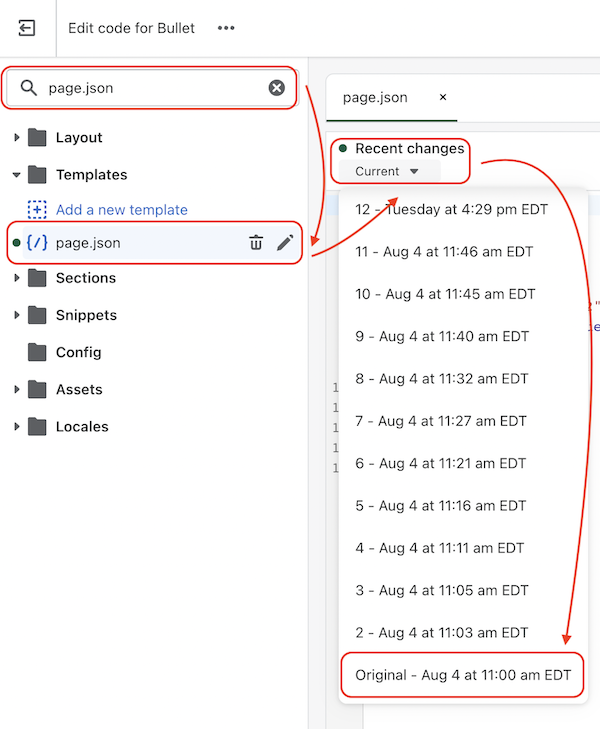 Edit code for Bullet
page.json
Layout
Templates
Add a new template
{/} page.json
Sections
Snippets
Config
Assets
Locales
page.json ×
Recent changes
Current
12 - Tuesday at 4:29 pm EDT
11 - Aug 4 at 11:46 am EDT
10 - Aug 4 at 11:45 am EDT
9 - Aug 4 at 11:40 am EDT
8 - Aug 4 at 11:32 am EDT
7 - Aug 4 at 11:27 am EDT
6 - Aug 4 at 11:21 am EDT
5 - Aug 4 at 11:16 am EDT
4 - Aug 4 at 11:11 am EDT
3 - Aug 4 at 11:05 am EDT
2 - Aug 4 at 11:03 am EDT
Original - Aug 4 at 11:00 am EDT